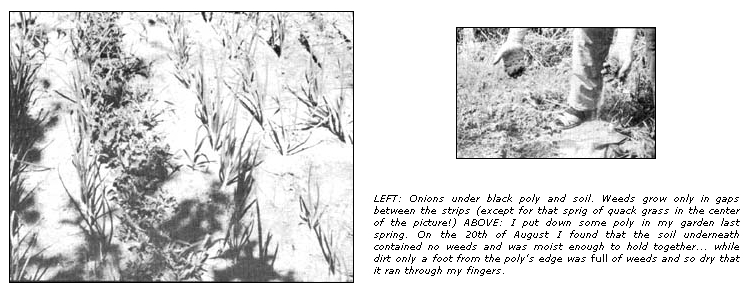 LEFT: Onions under black poly and soil. Weeds grow only in gaps
between the strips (except for that sprig of quack grass in the center
of the picture!) ABOVE: I put down some poly in my garden last
spring. On the 20th of August I found that the soil underneath
contained no weeds and was moist enough to hold together... while
dirt only a foot from the poly's edge was full of weeds and so dry that
it ran through my fingers.